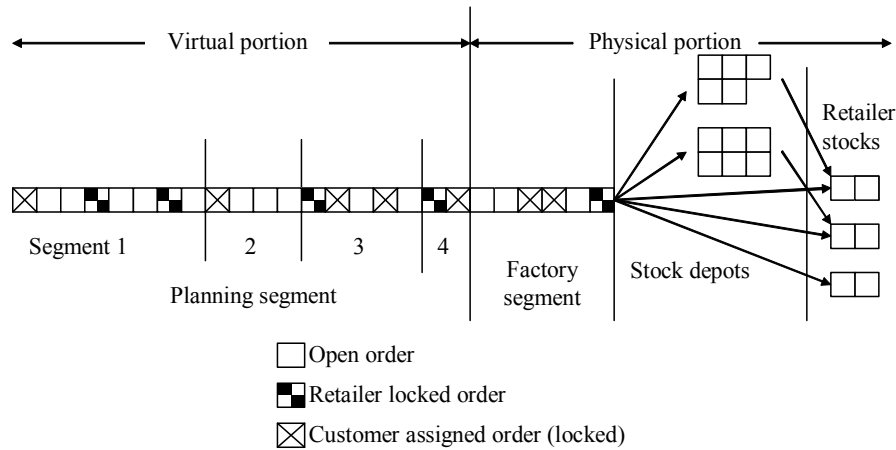 Virtual portion
Physical portion
Retailer
stocks
Segment 1
2
3
4
Planning segment
Factory
segment
Stock depots
Open order
Retailer locked order
Customer assigned order (locked)